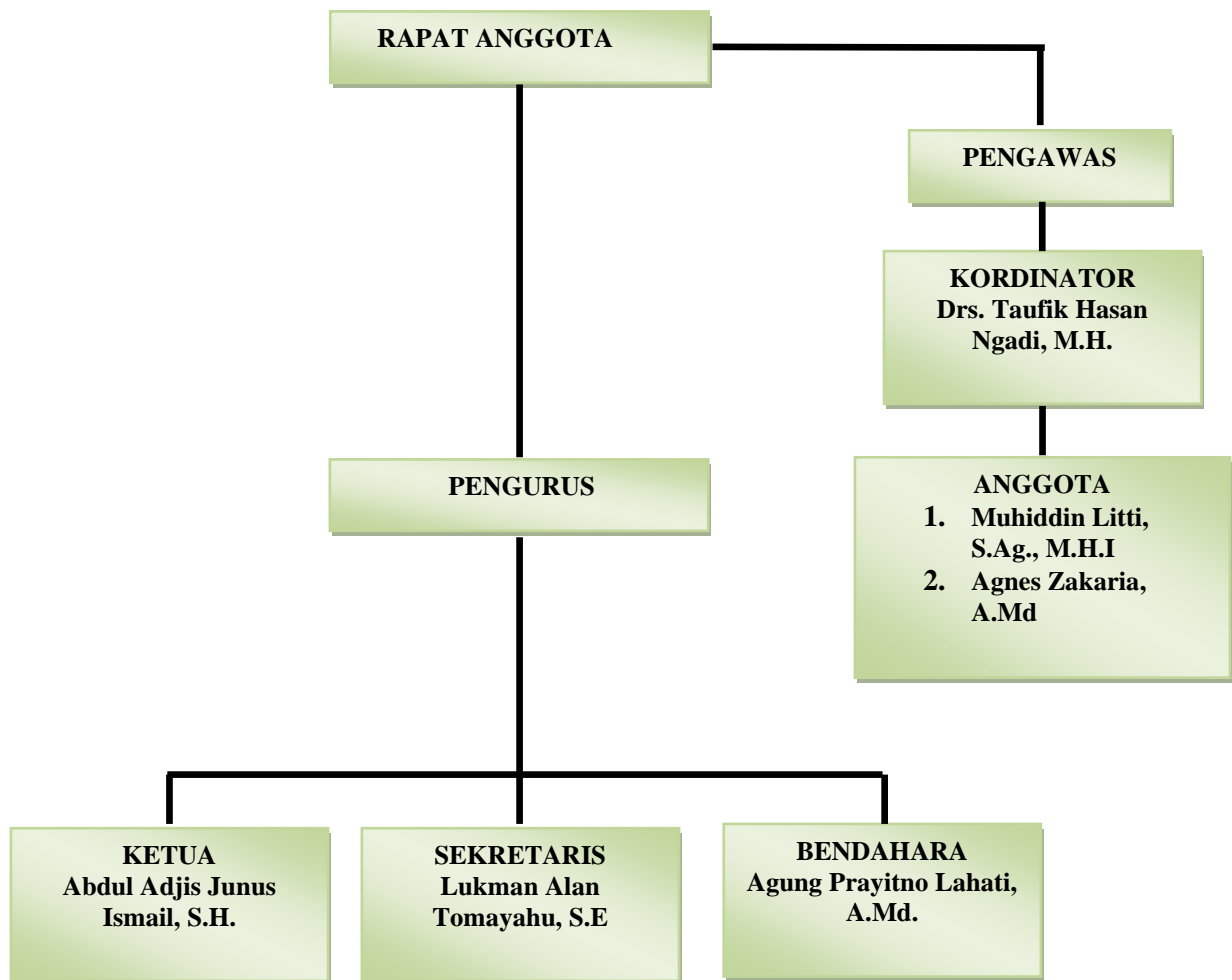 RAPAT ANGGOTA
PENGAWAS
KORDINATOR
Drs. Taufik Hasan
Ngadi, M.H.
PENGURUS
ANGGOTA
1. Muhiddin Litti,
S.Ag., M.H.I
2. Agnes Zakaria,
A.Md
KETUA
Abdul Adjis Junus
Ismail, S.H.
SEKRETARIS
Lukman Alan
Tomayahu, S.E
BENDAHARA
Agung Prayitno Lahati,
A.Md.